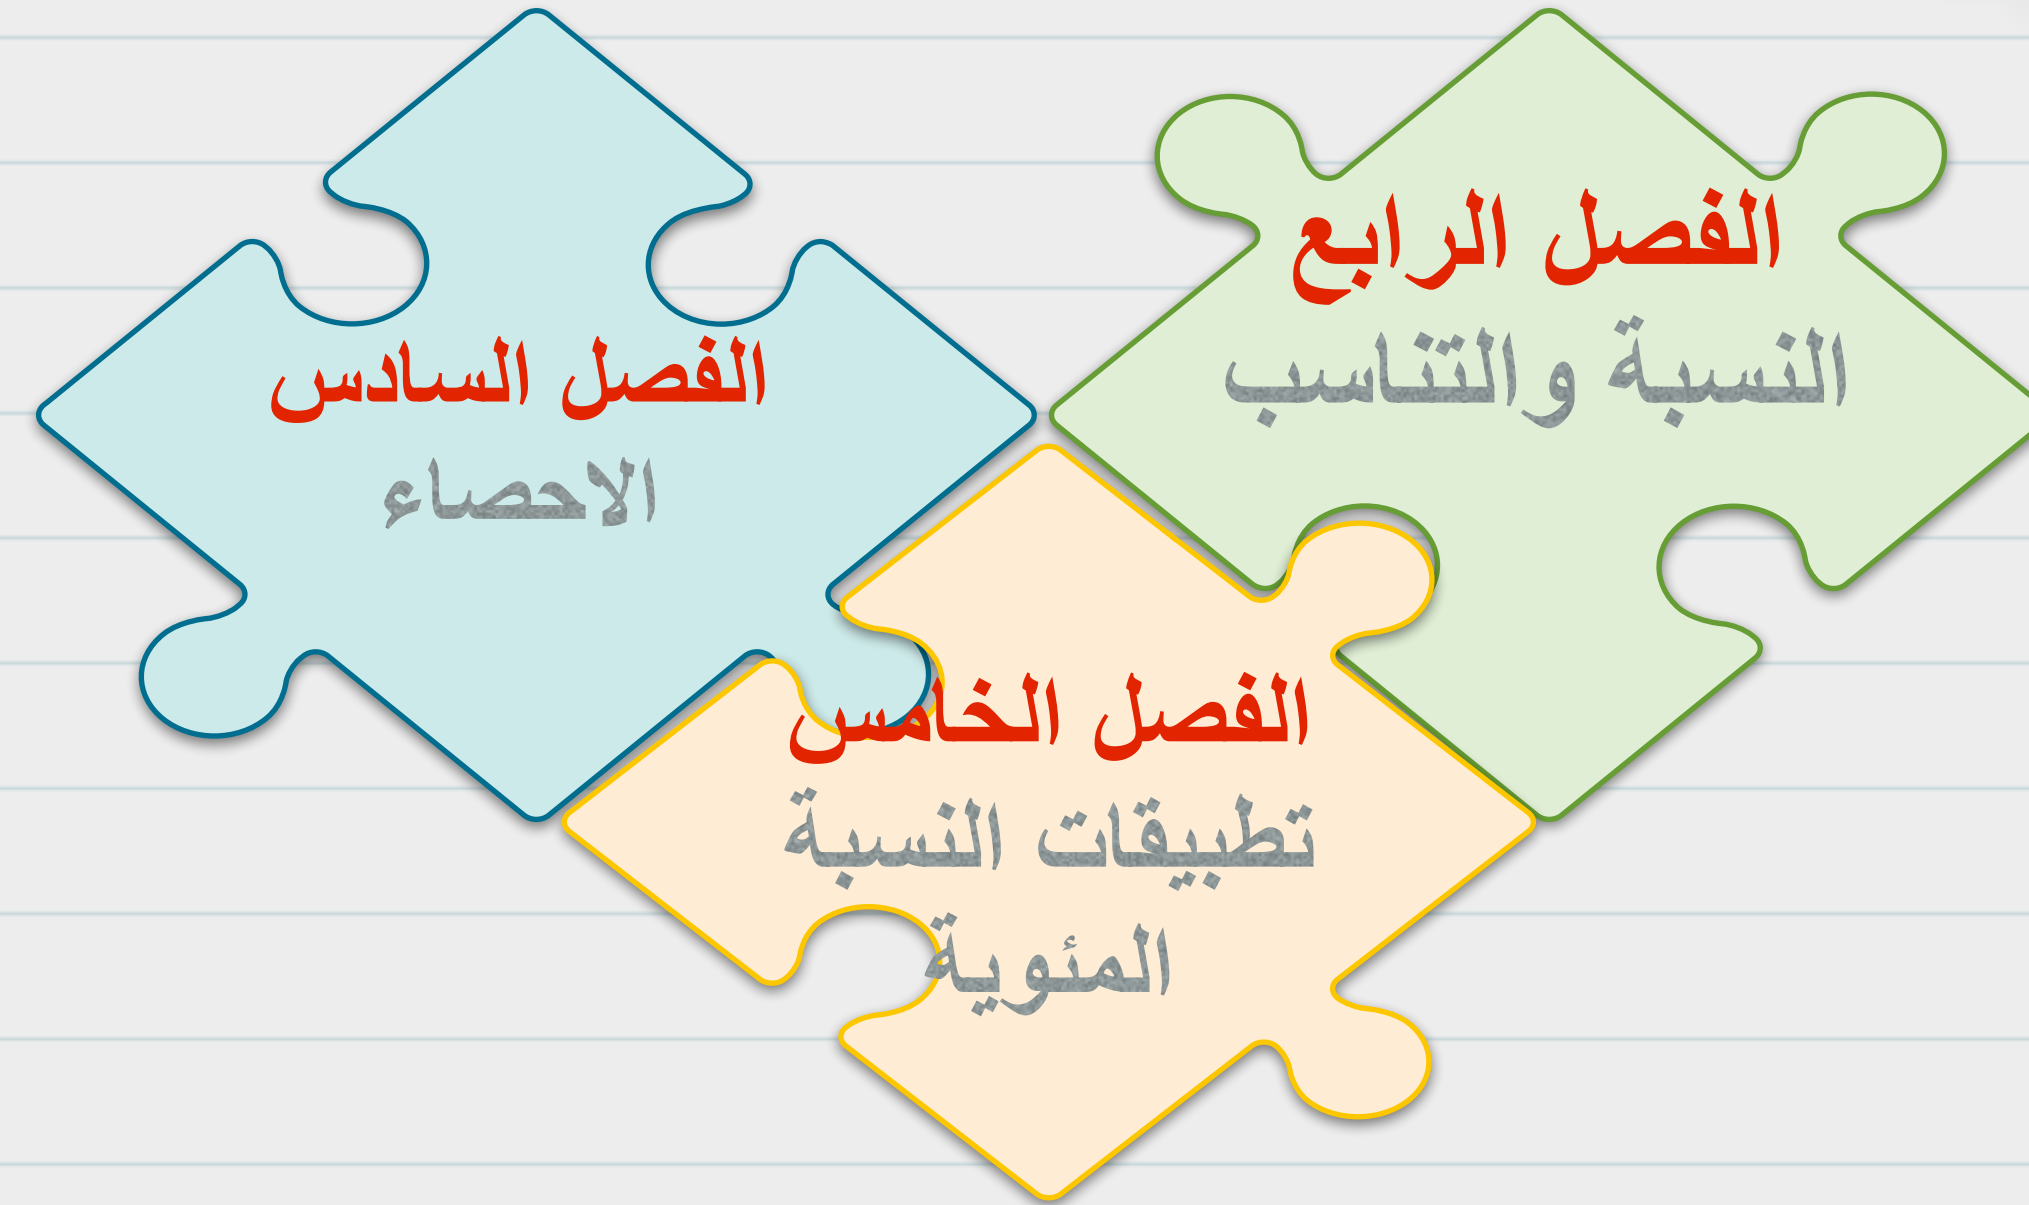 الفصل الرابع
النسبة والتناسب
الفصل الخامس
تطبيقات النسبة
المئوية
الفصل السادس
الاحصاء